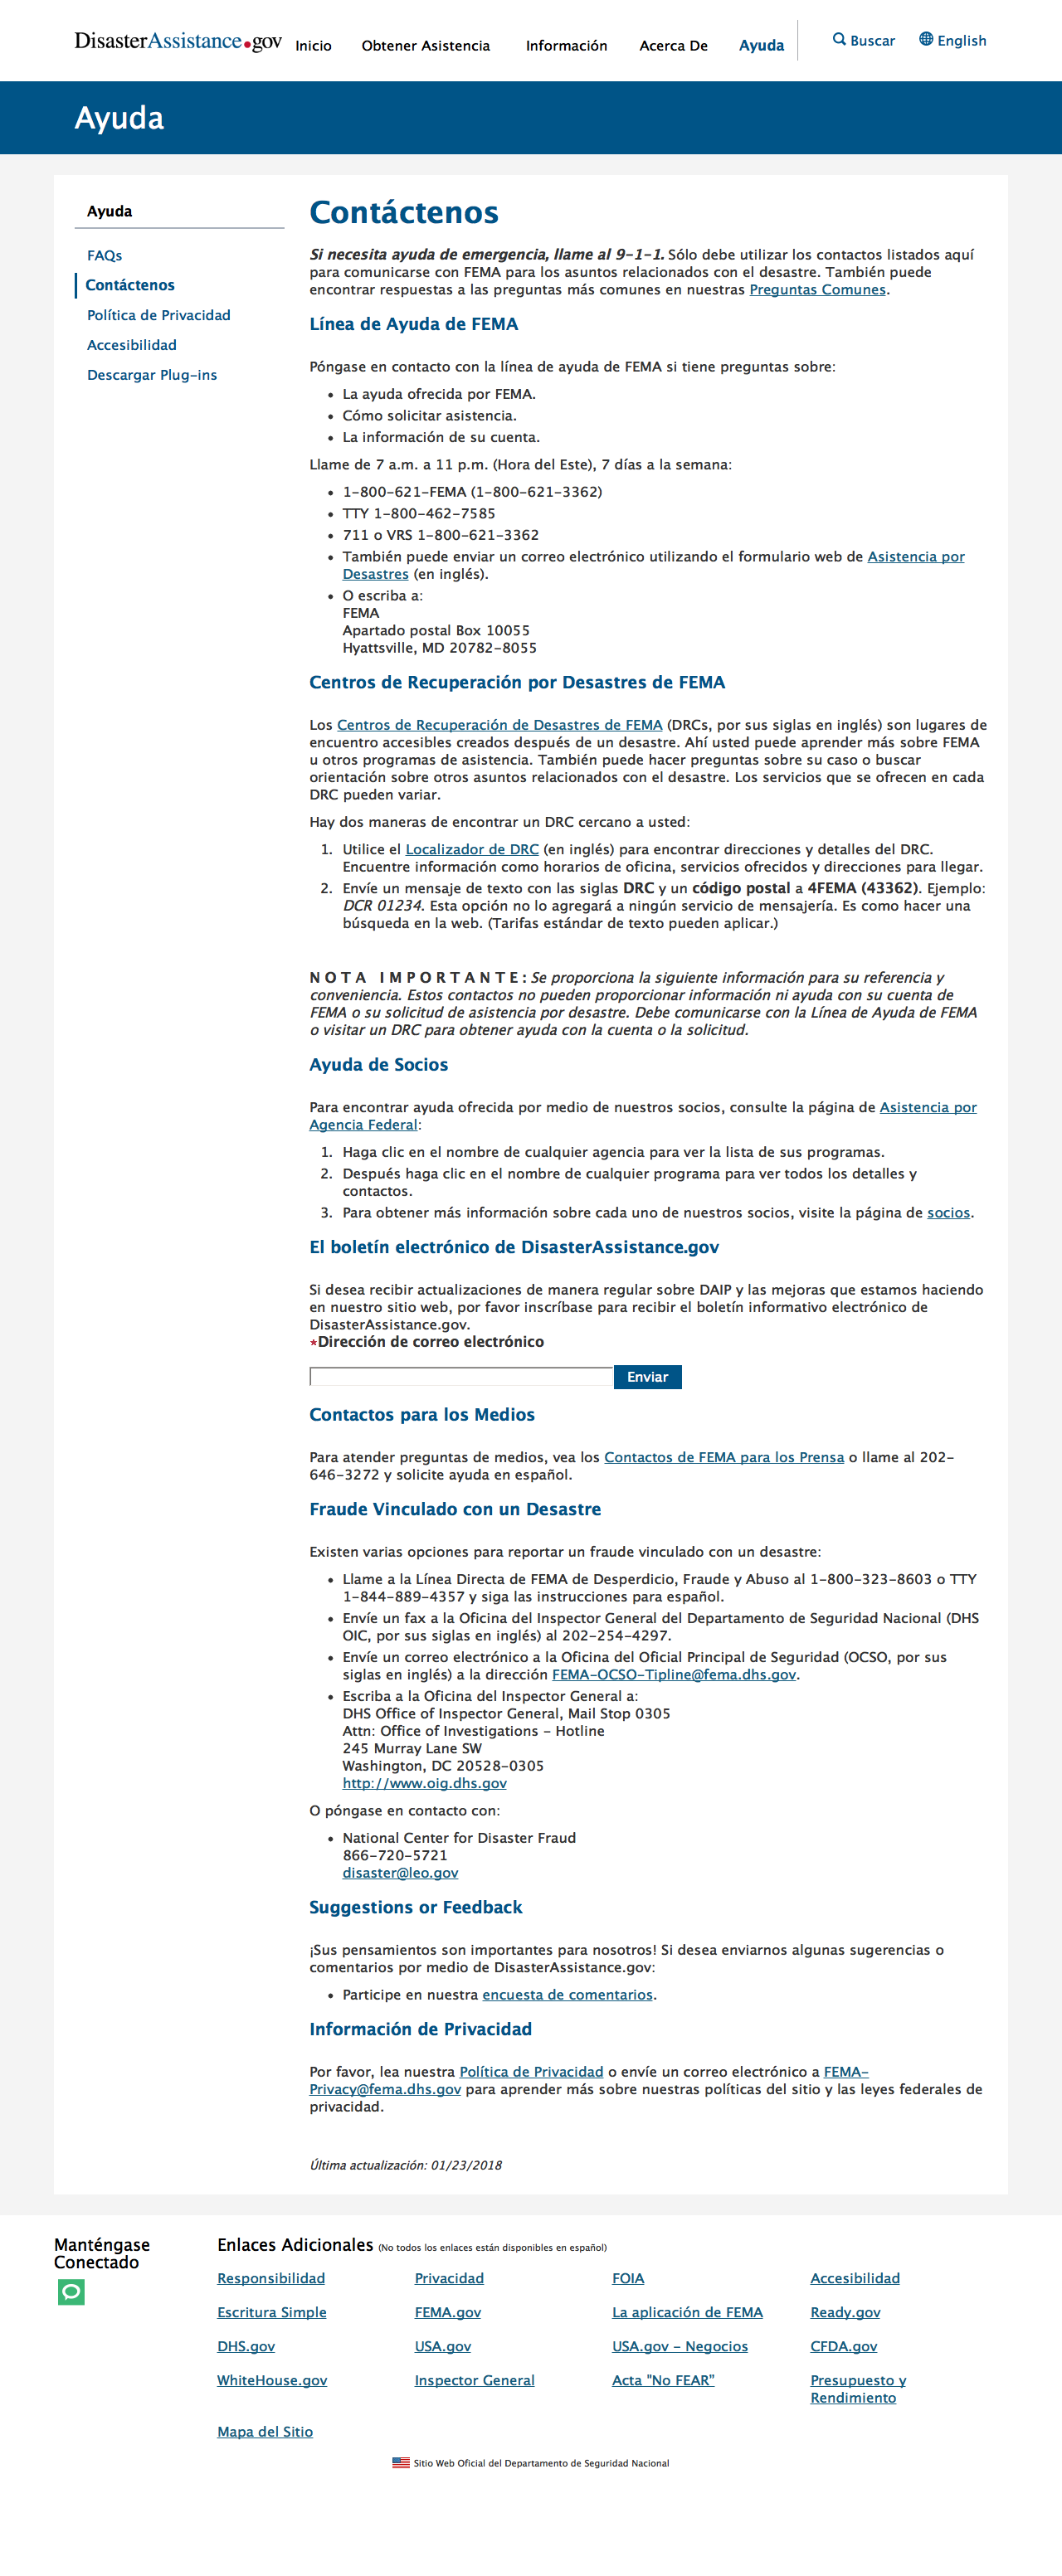 DisasterAssistance.gov Inicio Obtener Asistencia Información Acerca De Ayuda Buscar English
Ayuda
Ayuda
FAQs
Contáctenos
Política de Privacidad
Accesibilidad
Descargar Plug-ins
Contáctenos
Si necesita ayuda de emergencia, llame al 9-1-1. Sólo debe utilizar los contactos listados aquí
para comunicarse con FEMA para los asuntos relacionados con el desastre. También puede
encontrar respuestas a las preguntas más comunes en nuestras Preguntas Comunes.
Línea de Ayuda de FEMA
Póngase en contacto con la línea de ayuda de FEMA si tiene preguntas sobre:
• La ayuda ofrecida por FEMA.
• Cómo solicitar asistencia.
• La información de su cuenta.
Llame de 7 a.m. a 11 p.m. (Hora del Este), 7 días a la semana:
• 1-800-621-FEMA (1-800-621-3362)
• TTY 1-800-462-7585
• 711 o VRS 1-800-621-3362
• También puede enviar un correo electrónico utilizando el formulario web de Asistencia por
Desastres (en inglés).
• O escriba a:
FEMA
Apartado postal Box 10055
Hyattsville, MD 20782-8055
Centros de Recuperación por Desastres de FEMA
Los Centros de Recuperación de Desastres de FEMA (DRCs, por sus siglas en inglés) son lugares de
encuentro accesibles creados después de un desastre. Ahí usted puede aprender más sobre FEMA
u otros programas de asistencia. También puede hacer preguntas sobre su caso o buscar
orientación sobre otros asuntos relacionados con el desastre. Los servicios que se ofrecen en cada
DRC pueden variar.
Hay dos maneras de encontrar un DRC cercano a usted:
1. Utilice el Localizador de DRC (en inglés) para encontrar direcciones y detalles del DRC.
Encuentre información como horarios de oficina, servicios ofrecidos y direcciones para llegar.
2. Envíe un mensaje de texto con las siglas DRC y un código postal a 4FEMA (43362). Ejemplo:
DCR 01234. Esta opción no lo agregará a ningún servicio de mensajería. Es como hacer una
búsqueda en la web. (Tarifas estándar de texto pueden aplicar.)
NOTA IMPORTANTE: Se proporciona la siguiente información para su referencia y
conveniencia. Estos contactos no pueden proporcionar información ni ayuda con su cuenta de
FEMA o su solicitud de asistencia por desastre. Debe comunicarse con la Línea de Ayuda de FEMA
o visitar un DRC para obtener ayuda con la cuenta o la solicitud.
Ayuda de Socios
Para encontrar ayuda ofrecida por medio de nuestros socios, consulte la página de Asistencia por
Agencia Federal:
1. Haga clic en el nombre de cualquier agencia para ver la lista de sus programas.
2. Después haga clic en el nombre de cualquier programa para ver todos los detalles y
contactos.
3. Para obtener más información sobre cada uno de nuestros socios, visite la página de socios.
El boletín electrónico de DisasterAssistance.gov
Si desea recibir actualizaciones de manera regular sobre DAIP y las mejoras que estamos haciendo
en nuestro sitio web, por favor inscríbase para recibir el boletín informativo electrónico de
DisasterAssistance.gov.
*Dirección de correo electrónico
Enviar
Contactos para los Medios
Para atender preguntas de medios, vea los Contactos de FEMA para los Prensa o llame al 202-
646-3272 y solicite ayuda en español.
Fraude Vinculado con un Desastre
Existen varias opciones para reportar un fraude vinculado con un desastre:
• Llame a la Línea Directa de FEMA de Desperdicio, Fraude y Abuso al 1-800-323-8603 o TTY
1-844-889-4357 y siga las instrucciones para español.
• Envíe un fax a la Oficina del Inspector General del Departamento de Seguridad Nacional (DHS
OIC, por sus siglas en inglés) al 202-254-4297.
• Envíe un correo electrónico a la Oficina del Oficial Principal de Seguridad (OCSO, por sus
siglas en inglés) a la dirección FEMA-OCSO-Tipline@fema.dhs.gov.
• Escriba a la Oficina del Inspector General a:
DHS Office of Inspector General, Mail Stop 0305
Attn: Office of Investigations - Hotline
245 Murray Lane SW
Washington, DC 20528-0305
http://www.oig.dhs.gov
O póngase en contacto con:
• National Center for Disaster Fraud
866-720-5721
disaster@leo.gov
Suggestions or Feedback
¡Sus pensamientos son importantes para nosotros! Si desea enviarnos algunas sugerencias o
comentarios por medio de DisasterAssistance.gov:
• Participe en nuestra encuesta de comentarios.
Información de Privacidad
Por favor, lea nuestra Política de Privacidad o envíe un correo electrónico a FEMA-
Privacy@fema.dhs.gov para aprender más sobre nuestras políticas del sitio y las leyes federales de
privacidad.
Última actualización: 01/23/2018
Manténgase
Conectado
Enlaces Adicionales (No todos los enlaces están disponibles en español)
Responsibilidad Privacidad FOIA Accesibilidad
Escritura Simple FEMA.gov La aplicación de FEMA Ready.gov
DHS.gov USA.gov USA.gov - Negocios CFDA.gov
WhiteHouse.gov Inspector General Acta "No FEAR" Presupuesto y
Rendimiento
Mapa del Sitio
Sitio Web Oficial del Departamento de Seguridad Nacional